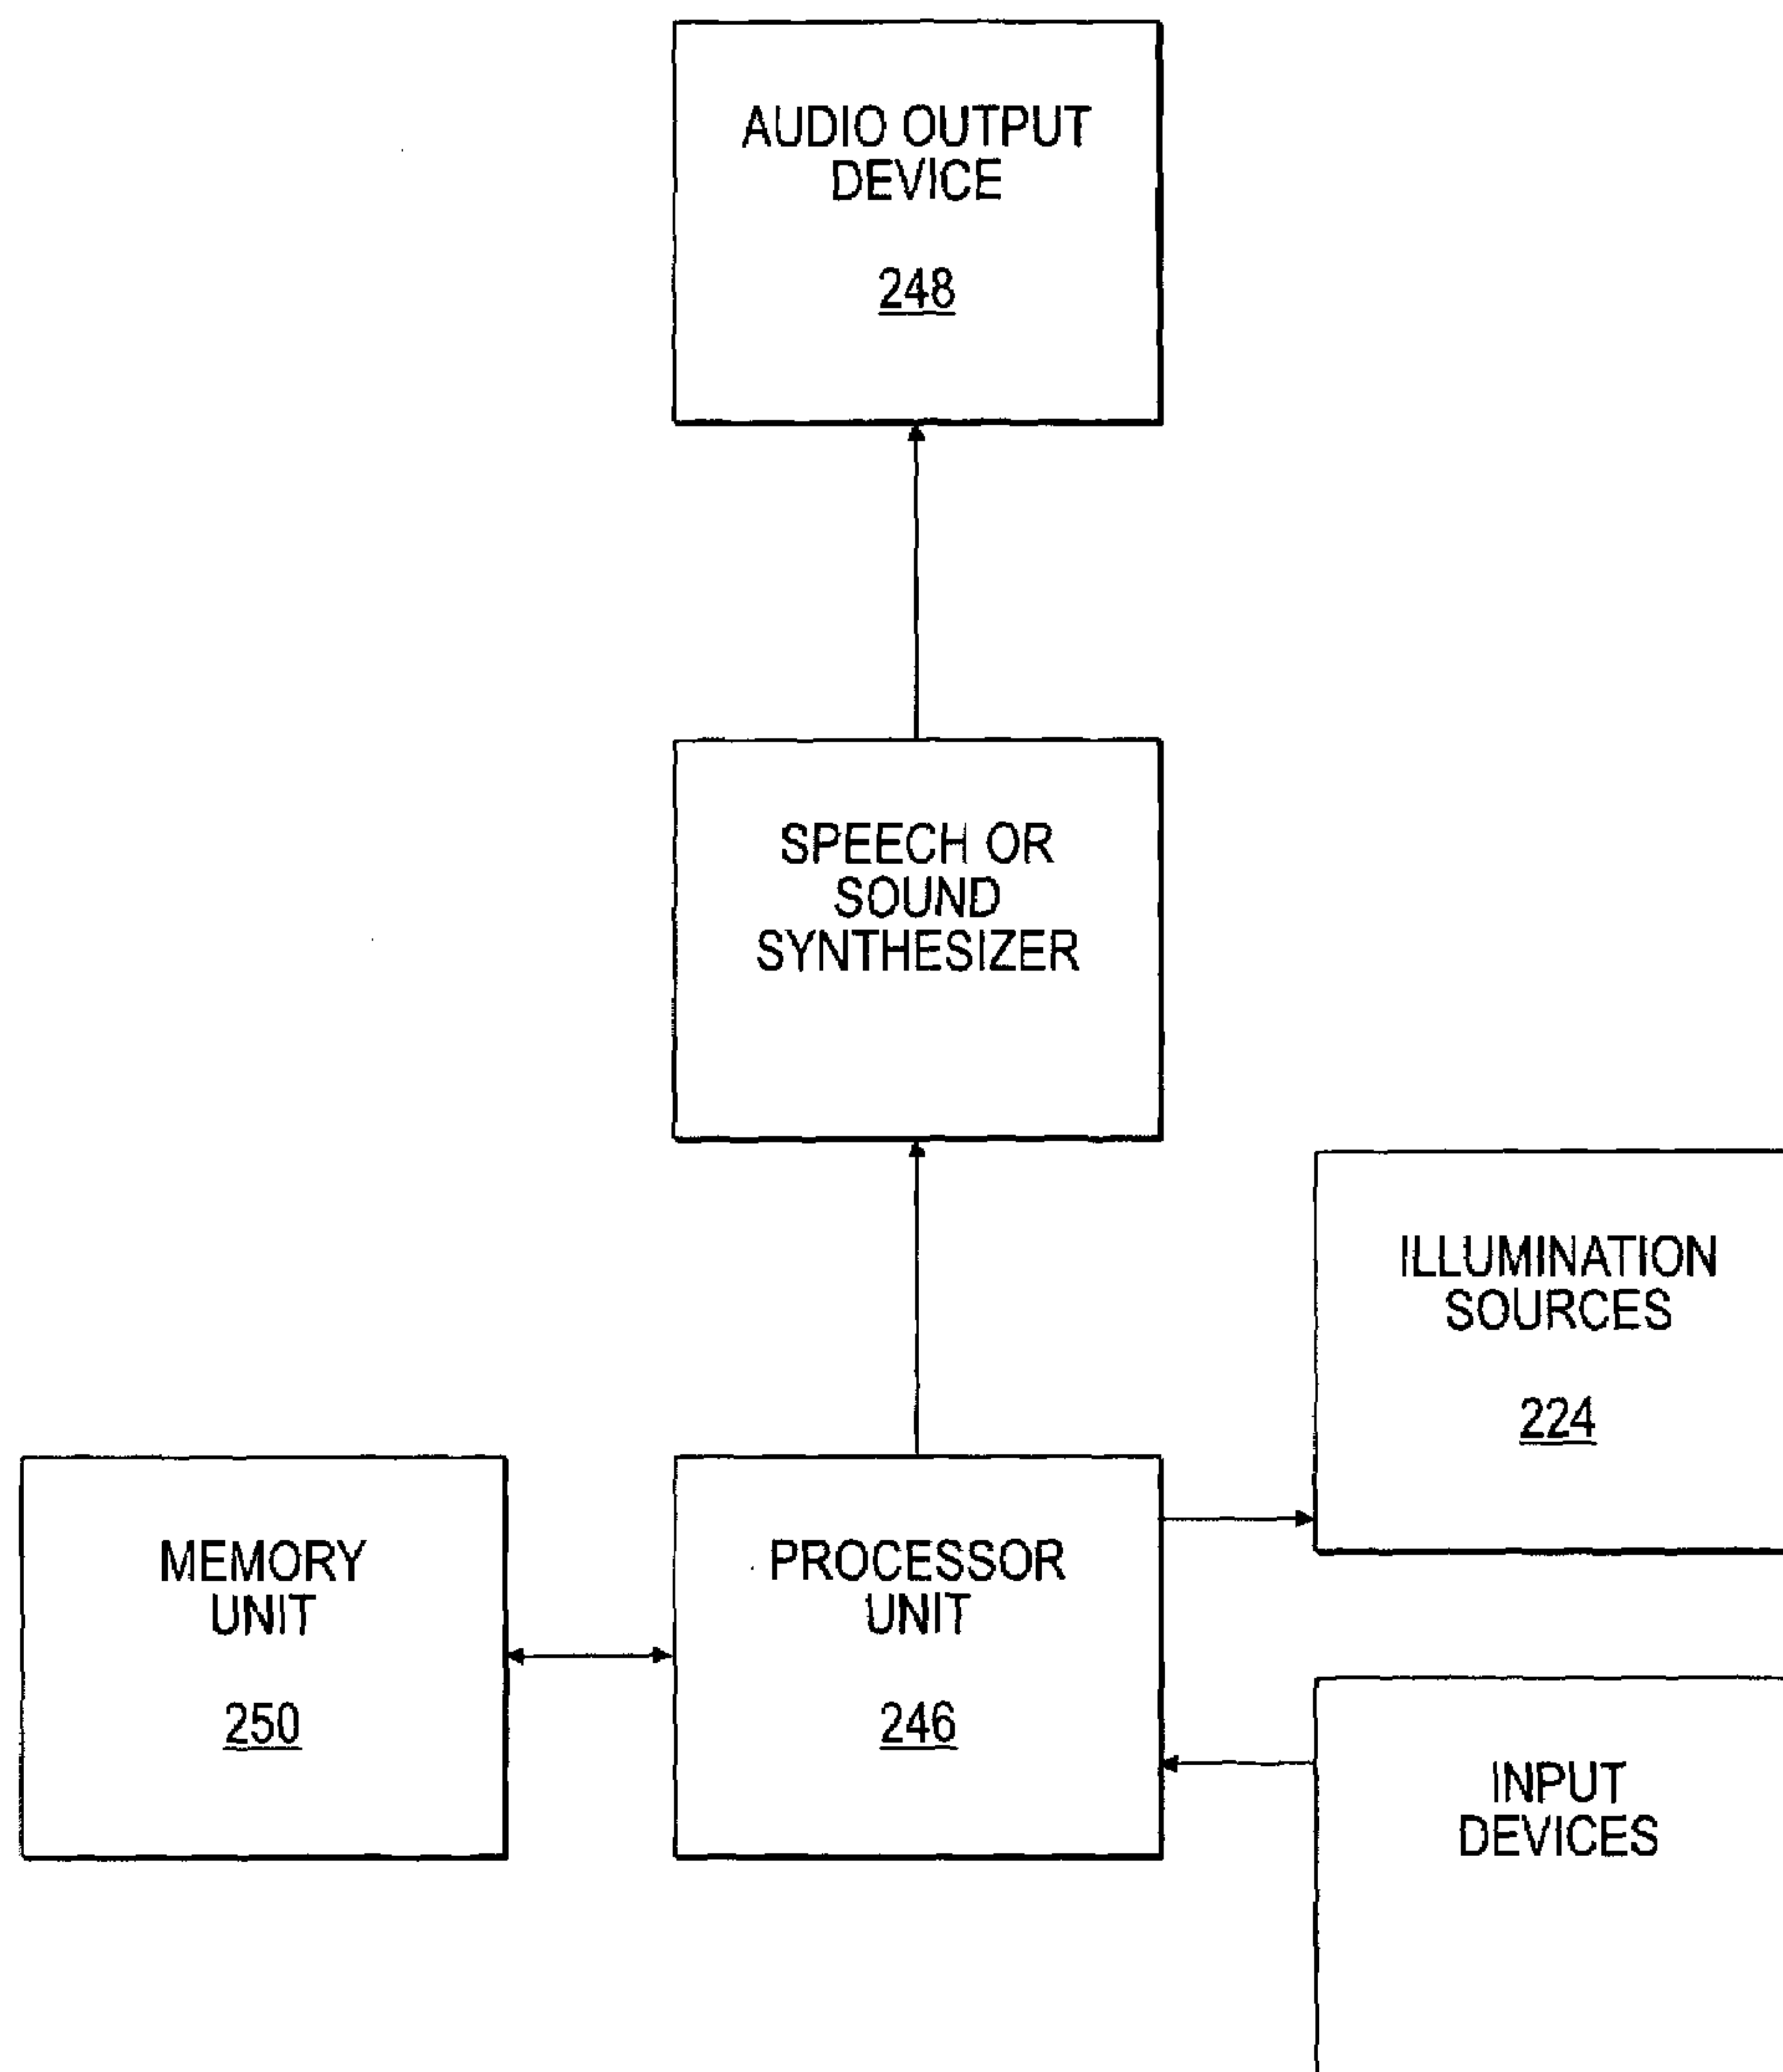 AUDIO OUTPUT
DEVICE
248
SPEECH OR
SOUND
SYNTHESIZER
ILLUMINATION
SOURCES
224
MEMORY
UNIT
250
PROCESSOR
UNIT
246
INPUT
DEVICES